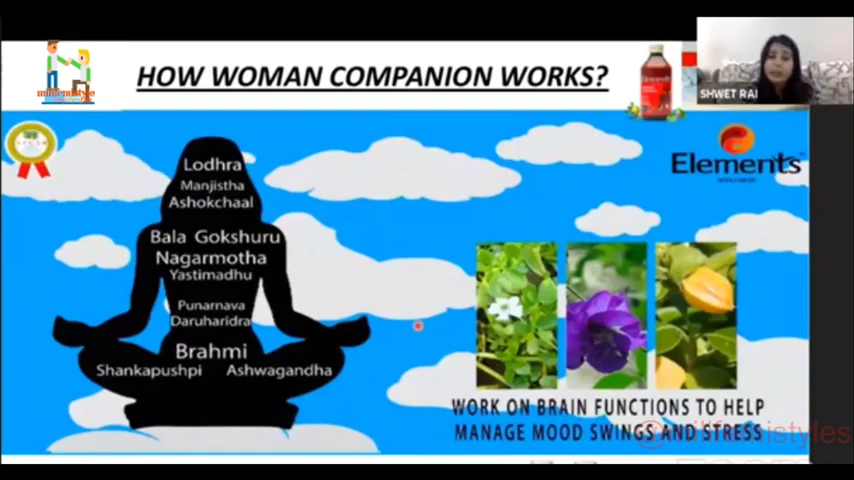 HOW WOMAN COMPANION WORKS?
SHWET RAI
millfamistyle
Elements
Lodhra
Manjistha
Ashokchaal
Bala Gokshuru
Nagarmotha
Yastimadhu
Punarnava
Daruharidra
Brahmi
Shankapushpi Ashwagandha
WORK ON BRAIN FUNCTIONS TO HELP
MANAGE MOOD SWINGS AND STRESS